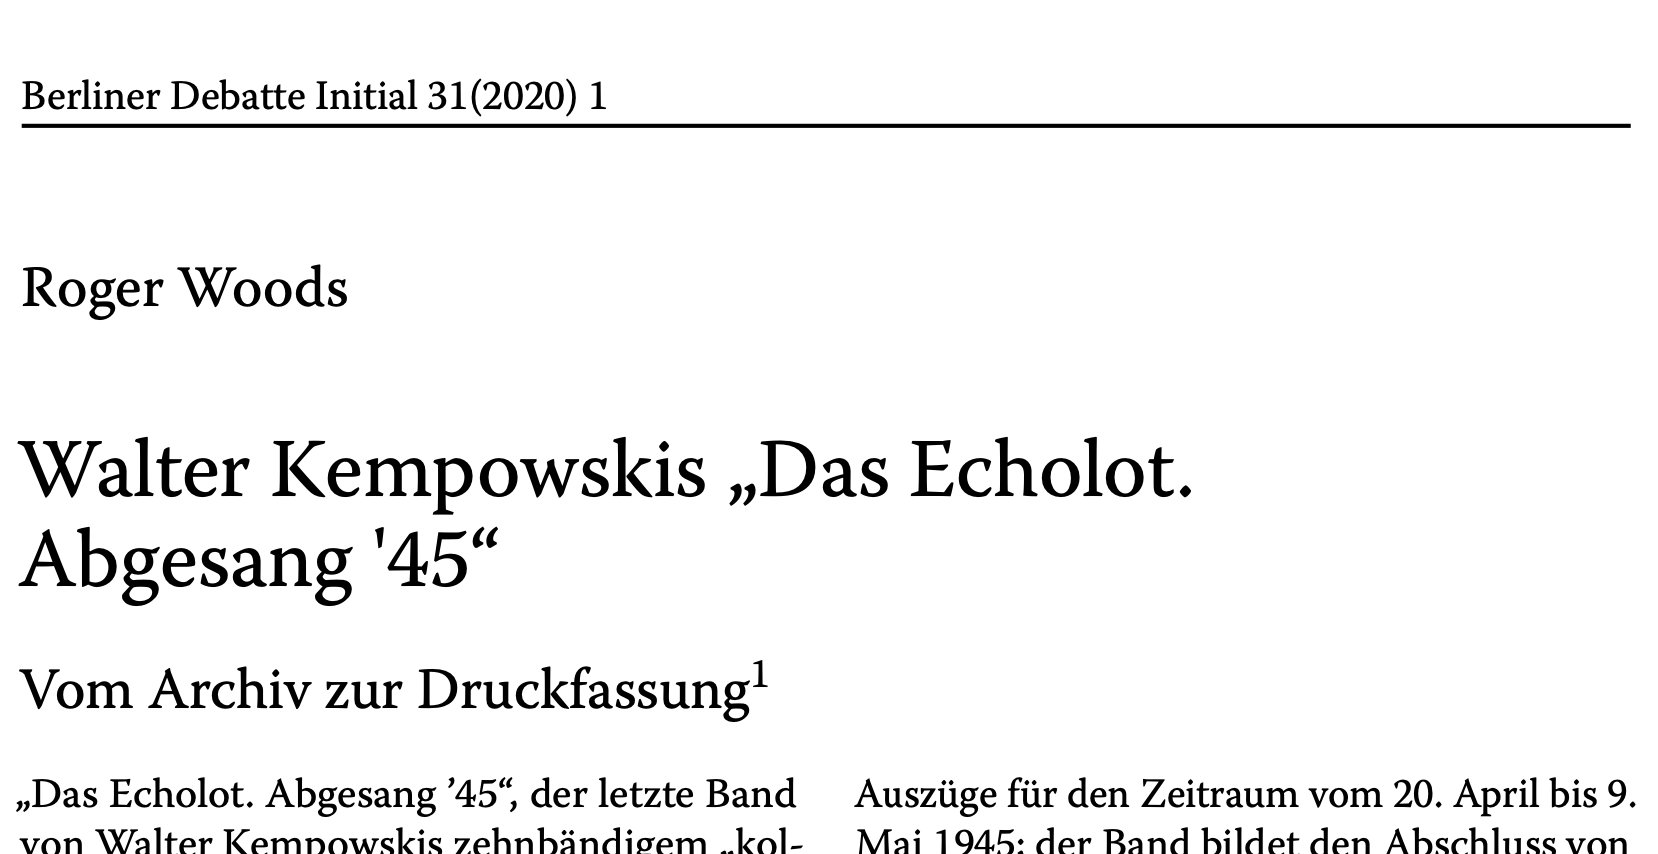 Berliner Debatte Initial 31(2020) 1
Roger Woods
Walter Kempowskis „Das Echolot.
Abgesang '45“
Vom Archiv zur Druckfassung1
„Das Echolot. Abgesang ’45“, der letzte Band
von Walter Kempowskis zehnbändigem „kol-
Auszüge für den Zeitraum vom 20. April bis 9.
Mai 1945; der Band bildet den Abschluss von